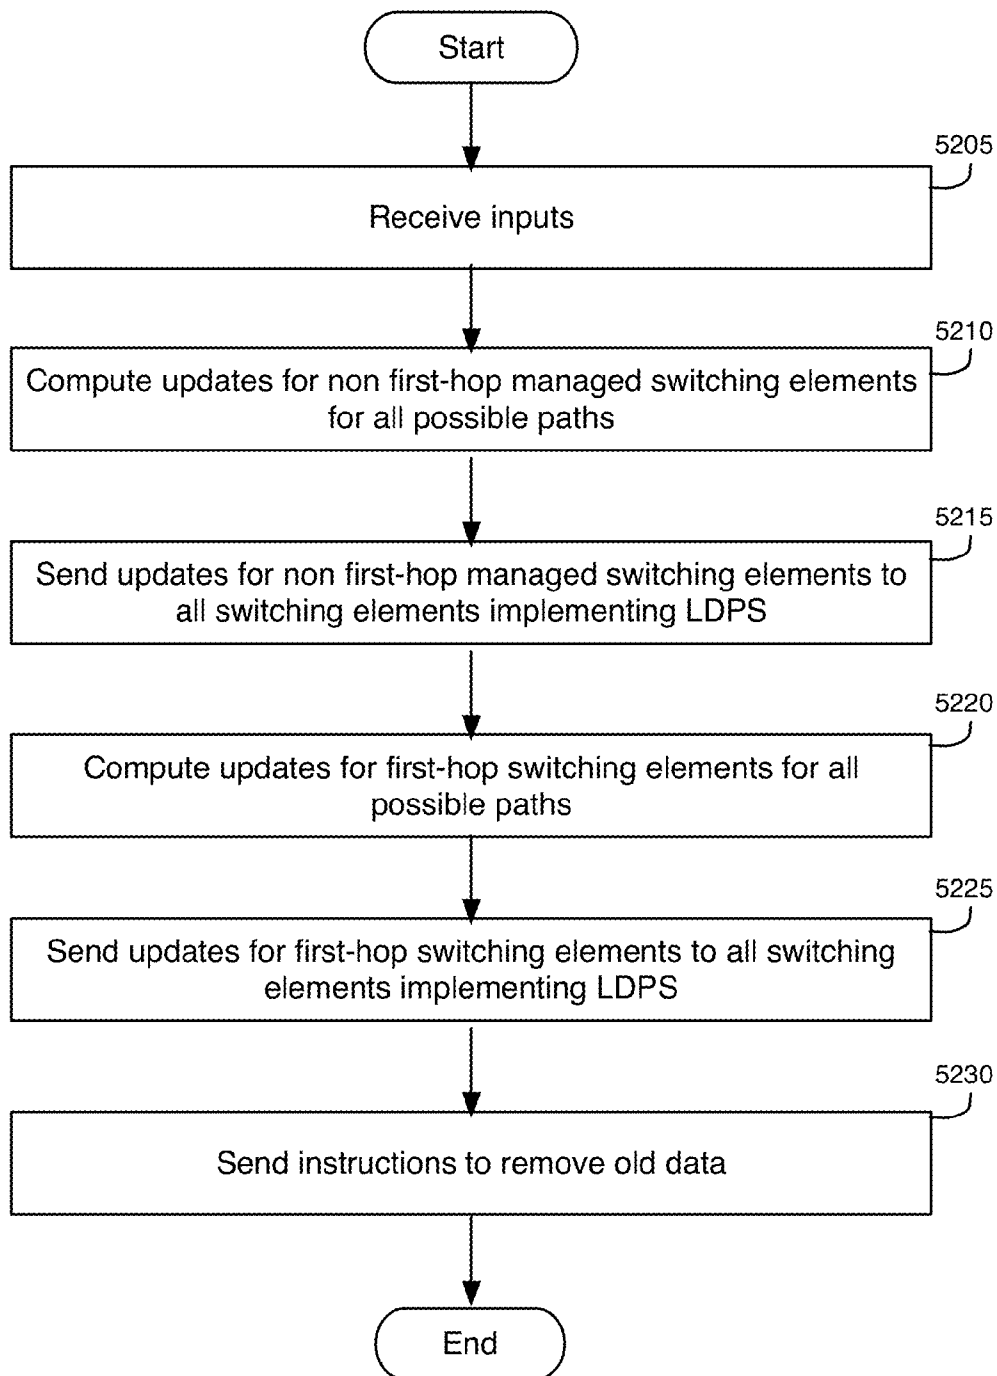 Start
5205
Receive inputs
5210
Compute updates for non first-hop managed switching elements
for all possible paths
5215
Send updates for non first-hop managed switching elements to
all switching elements implementing LDPS
5220
Compute updates for first-hop switching elements for all
possible paths
5225
Send updates for first-hop switching elements to all switching
elements implementing LDPS
5230
Send instructions to remove old data
End